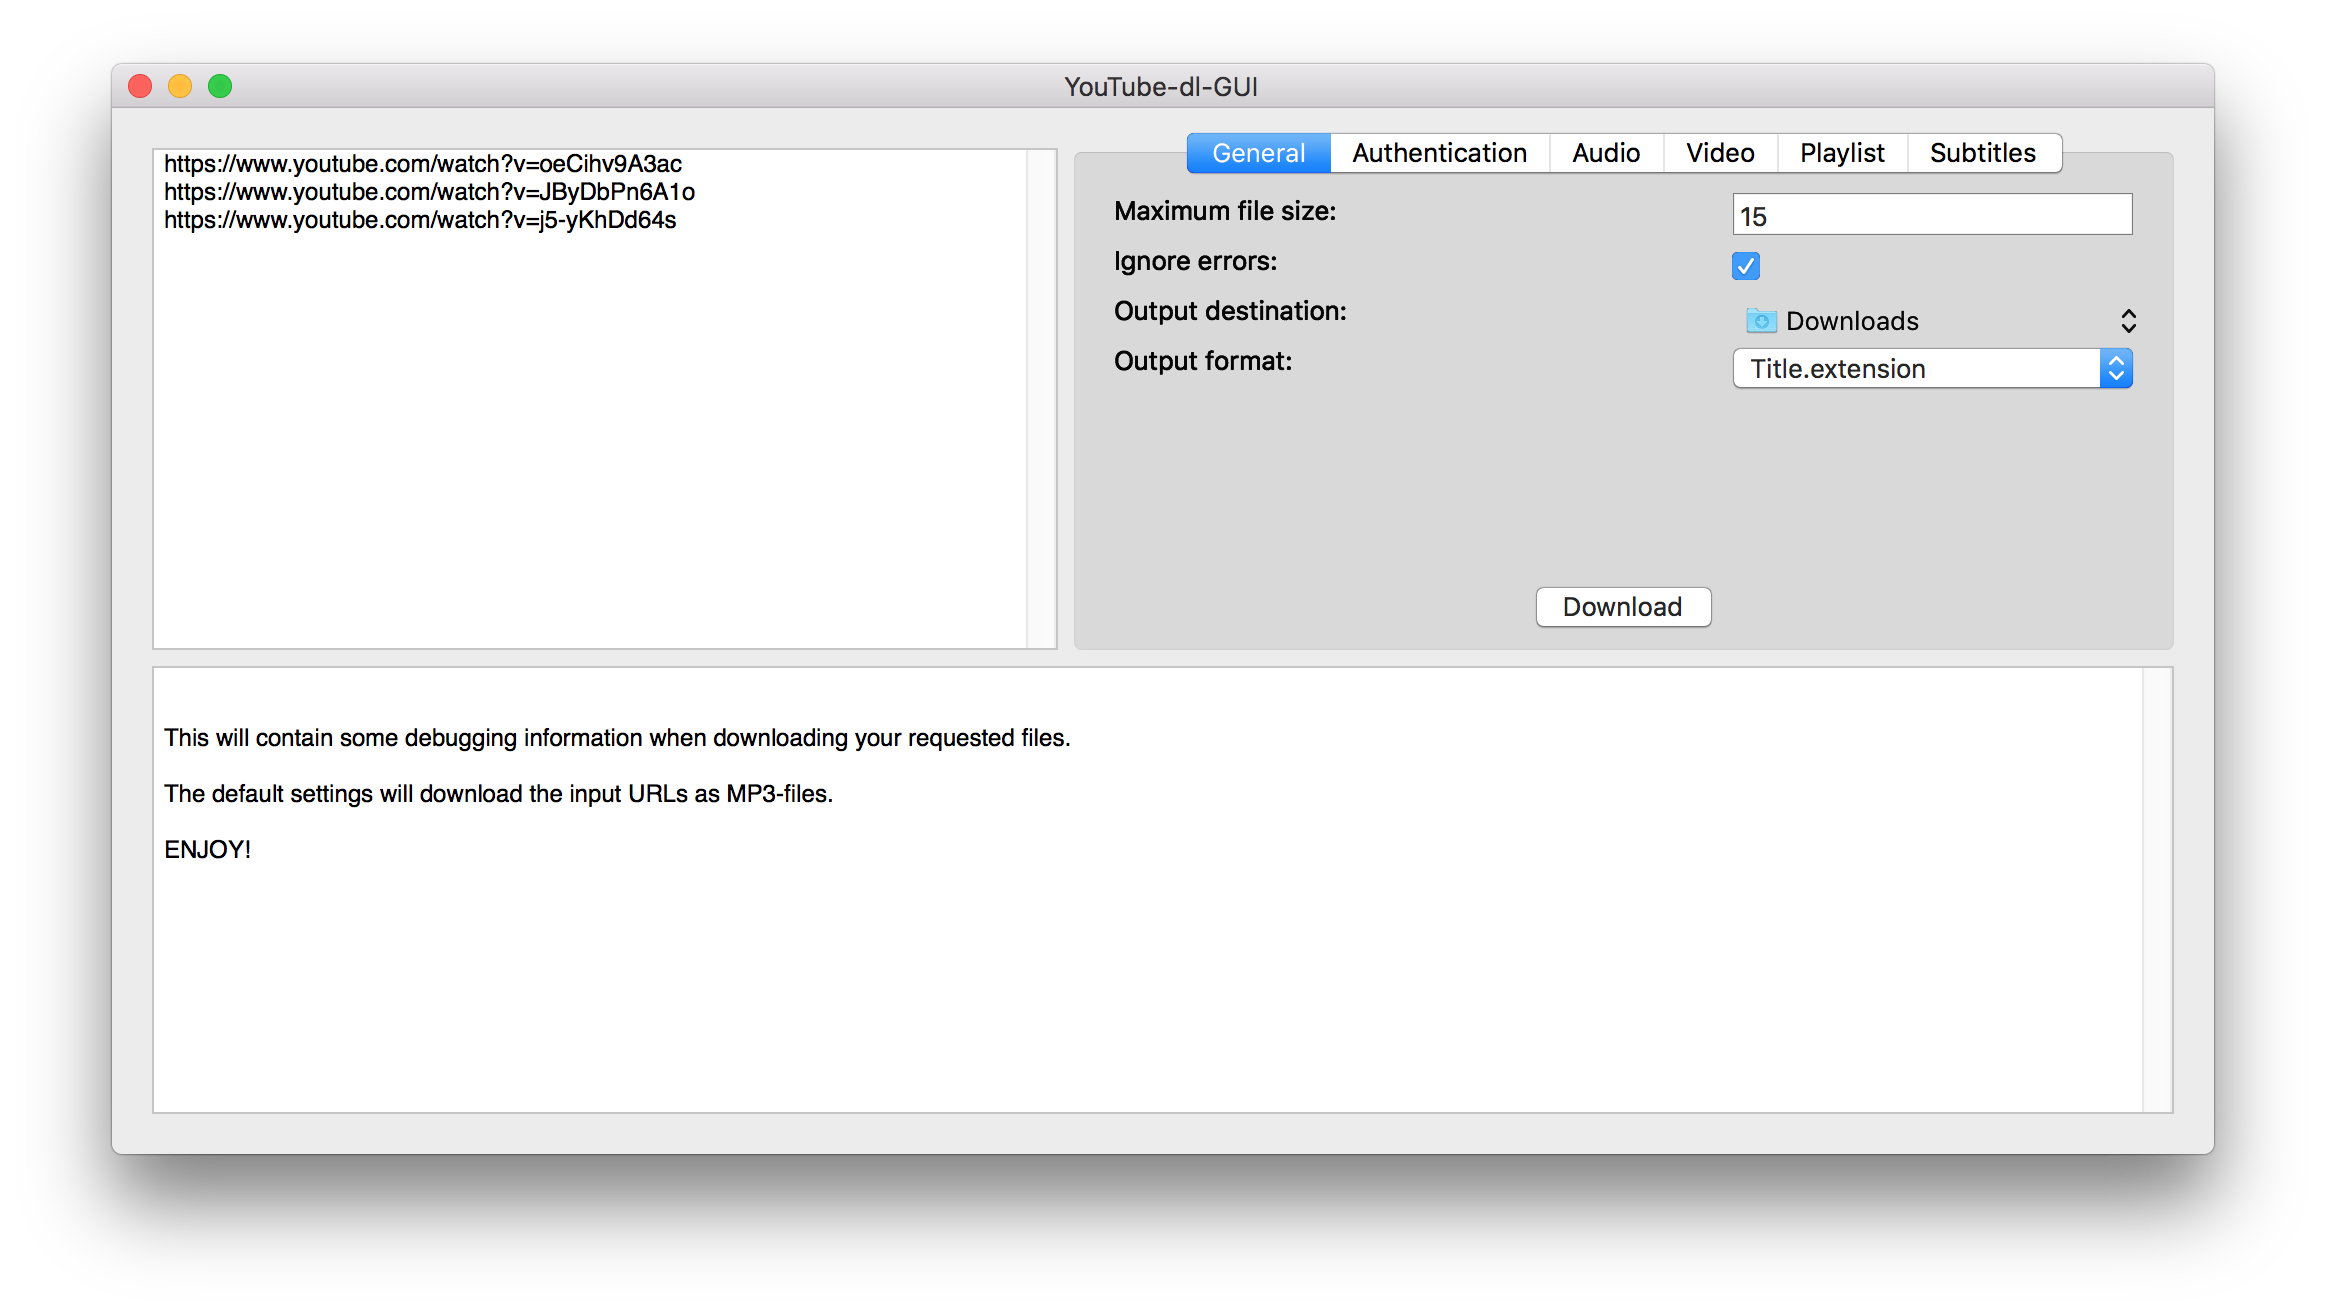 YouTube-dl-GUI
https://www.youtube.com/watch?v=oeCihv9A3ac
https://www.youtube.com/watch?v=JByDbPn6A1o
https://www.youtube.com/watch?v=j5-yKhDd64s
General Authentication Audio Video Playlist Subtitles
Maximum file size: 15
Ignore errors:
Output destination: Downloads
Output format: Title.extension
Download
This will contain some debugging information when downloading your requested files.
The default settings will download the input URLs as MP3-files.
ENJOY!